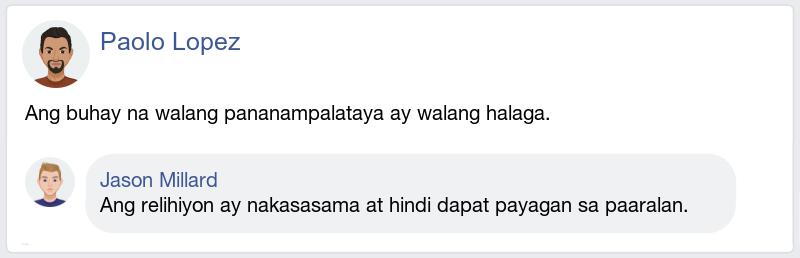 Paolo Lopez
Ang buhay na walang pananampalataya ay walang halaga.
Jason Millard
Ang relihiyon ay nakasasama at hindi dapat payagan sa paaralan.